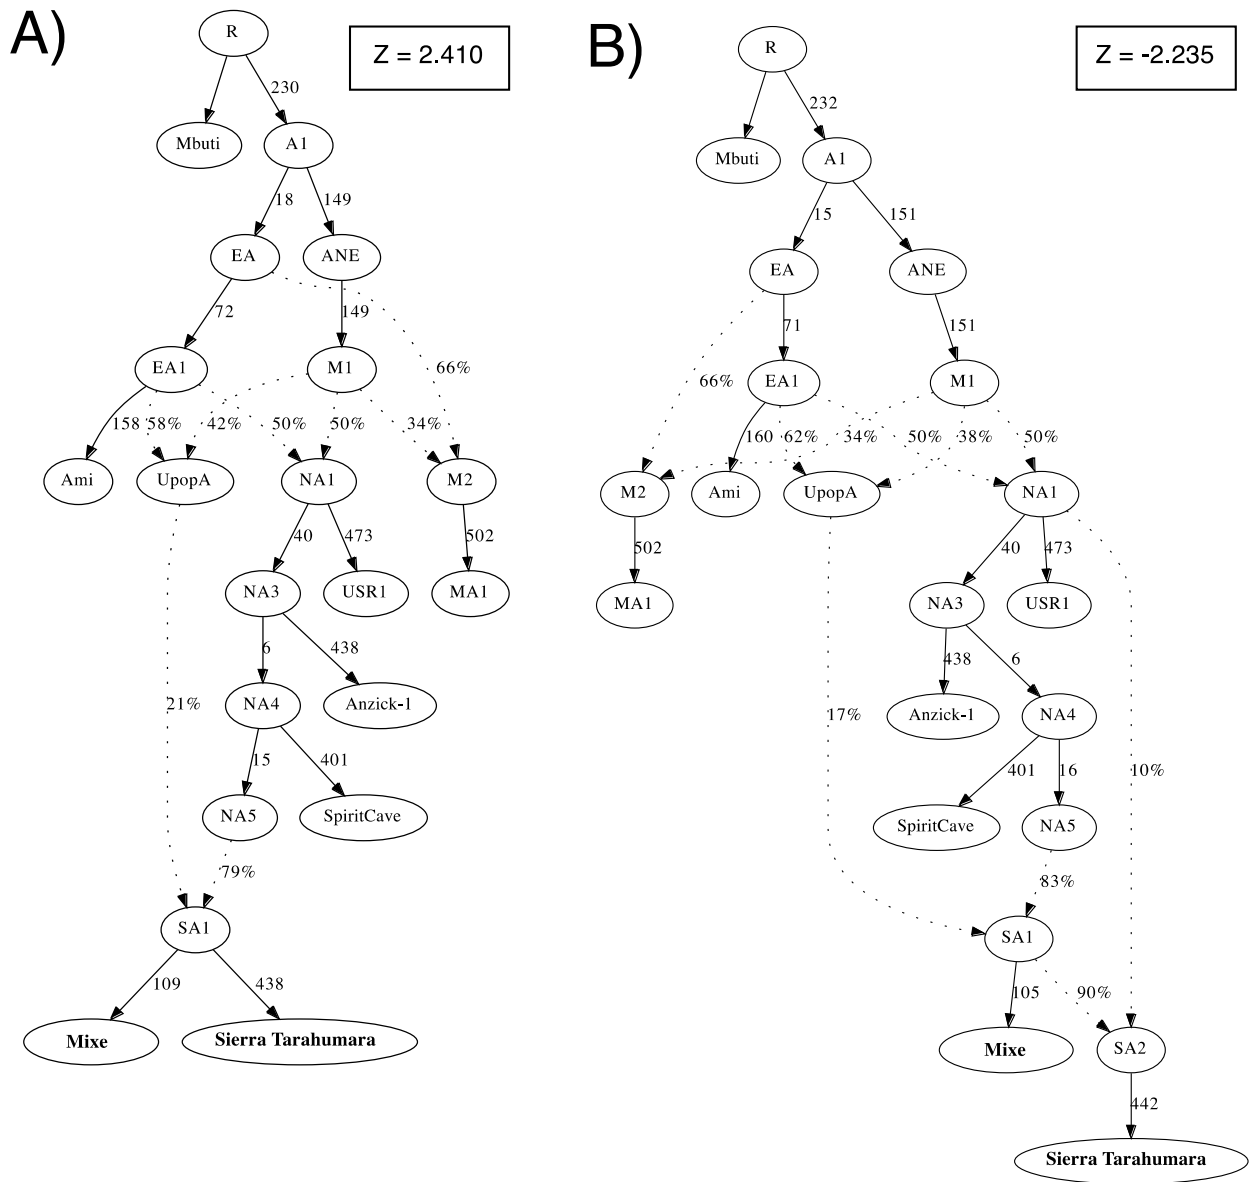 A)
Z = 2.410
R
230
Mbuti
A1
18
149
EA
ANE
72
149
EA1
M1
66%
158
58%
42%
50%
50%
34%
Ami
UpopA
NA1
M2
40
473
502
NA3
USR1
MA1
6
438
21%
NA4
Anzick-1
15
401
NA5
SpiritCave
79%
SA1
109
438
Mixe
Sierra Tarahumara
B)
Z = -2.235
R
232
Mbuti
A1
15
151
EA
ANE
71
151
66%
EA1
M1
160
62%
34%
50%
38%
50%
M2
Ami
UpopA
NA1
502
40
473
MA1
NA3
USR1
438
6
17%
Anzick-1
NA4
401
16
10%
SpiritCave
NA5
83%
SA1
105
90%
Mixe
SA2
442
Sierra Tarahumara